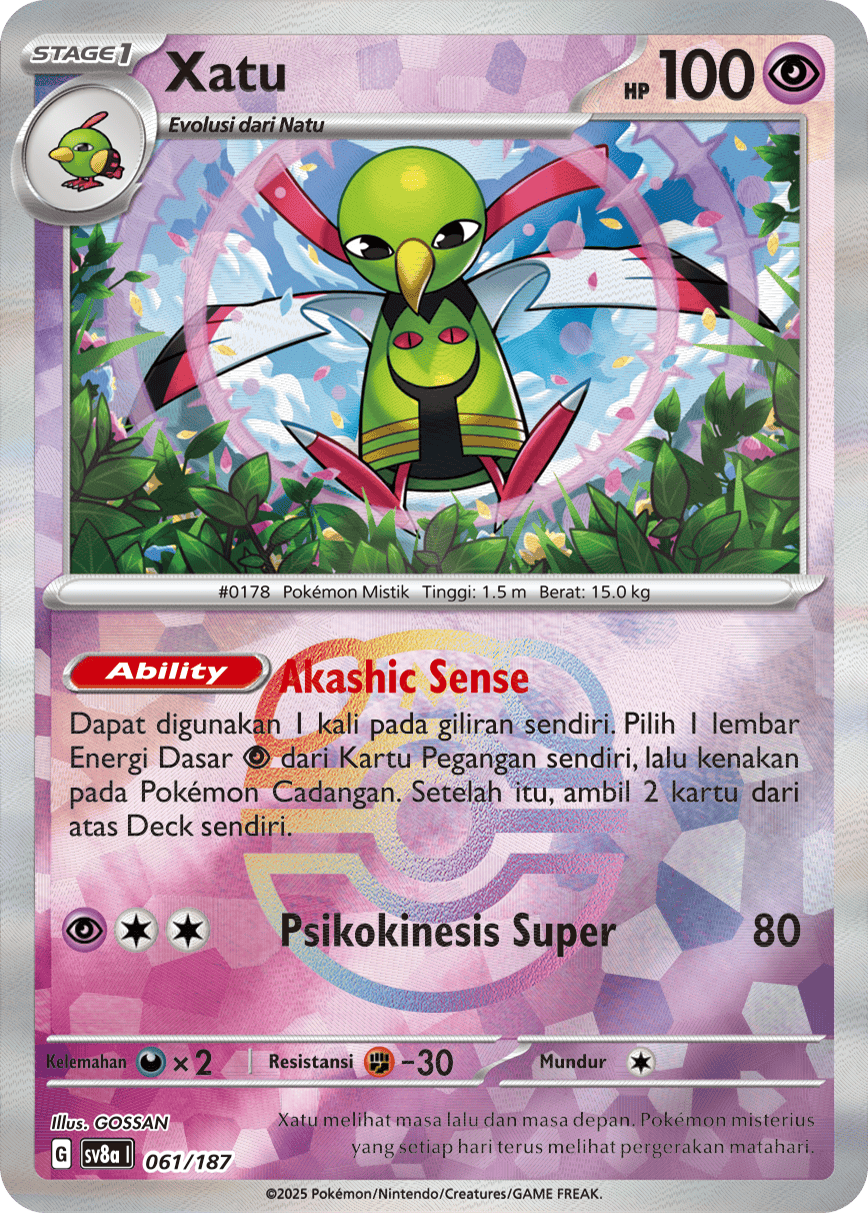 STAGE1
Xatu
HP 100
Evolusi dari Natu
#0178 Pokémon Mistik Tinggi: 1.5 m Berat: 15.0 kg
Ability Akashic Sense
Dapat digunakan 1 kali pada giliran sendiri. Pilih 1 lembar
Energi Dasar dari Kartu Pegangan sendiri, lalu kenakan
pada Pokémon Cadangan. Setelah itu, ambil 2 kartu dari
atas Deck sendiri.
Psikokinesis Super 80
Kelemahan ×2 Resistansi -30 Mundur
Illus. GOSSAN
Xatu melihat masa lalu dan masa depan. Pokémon misterius
yang setiap hari terus melihat pergerakan matahari.
G sv8a I 061/187
©2025 Pokémon/Nintendo/Creatures/GAME FREAK.